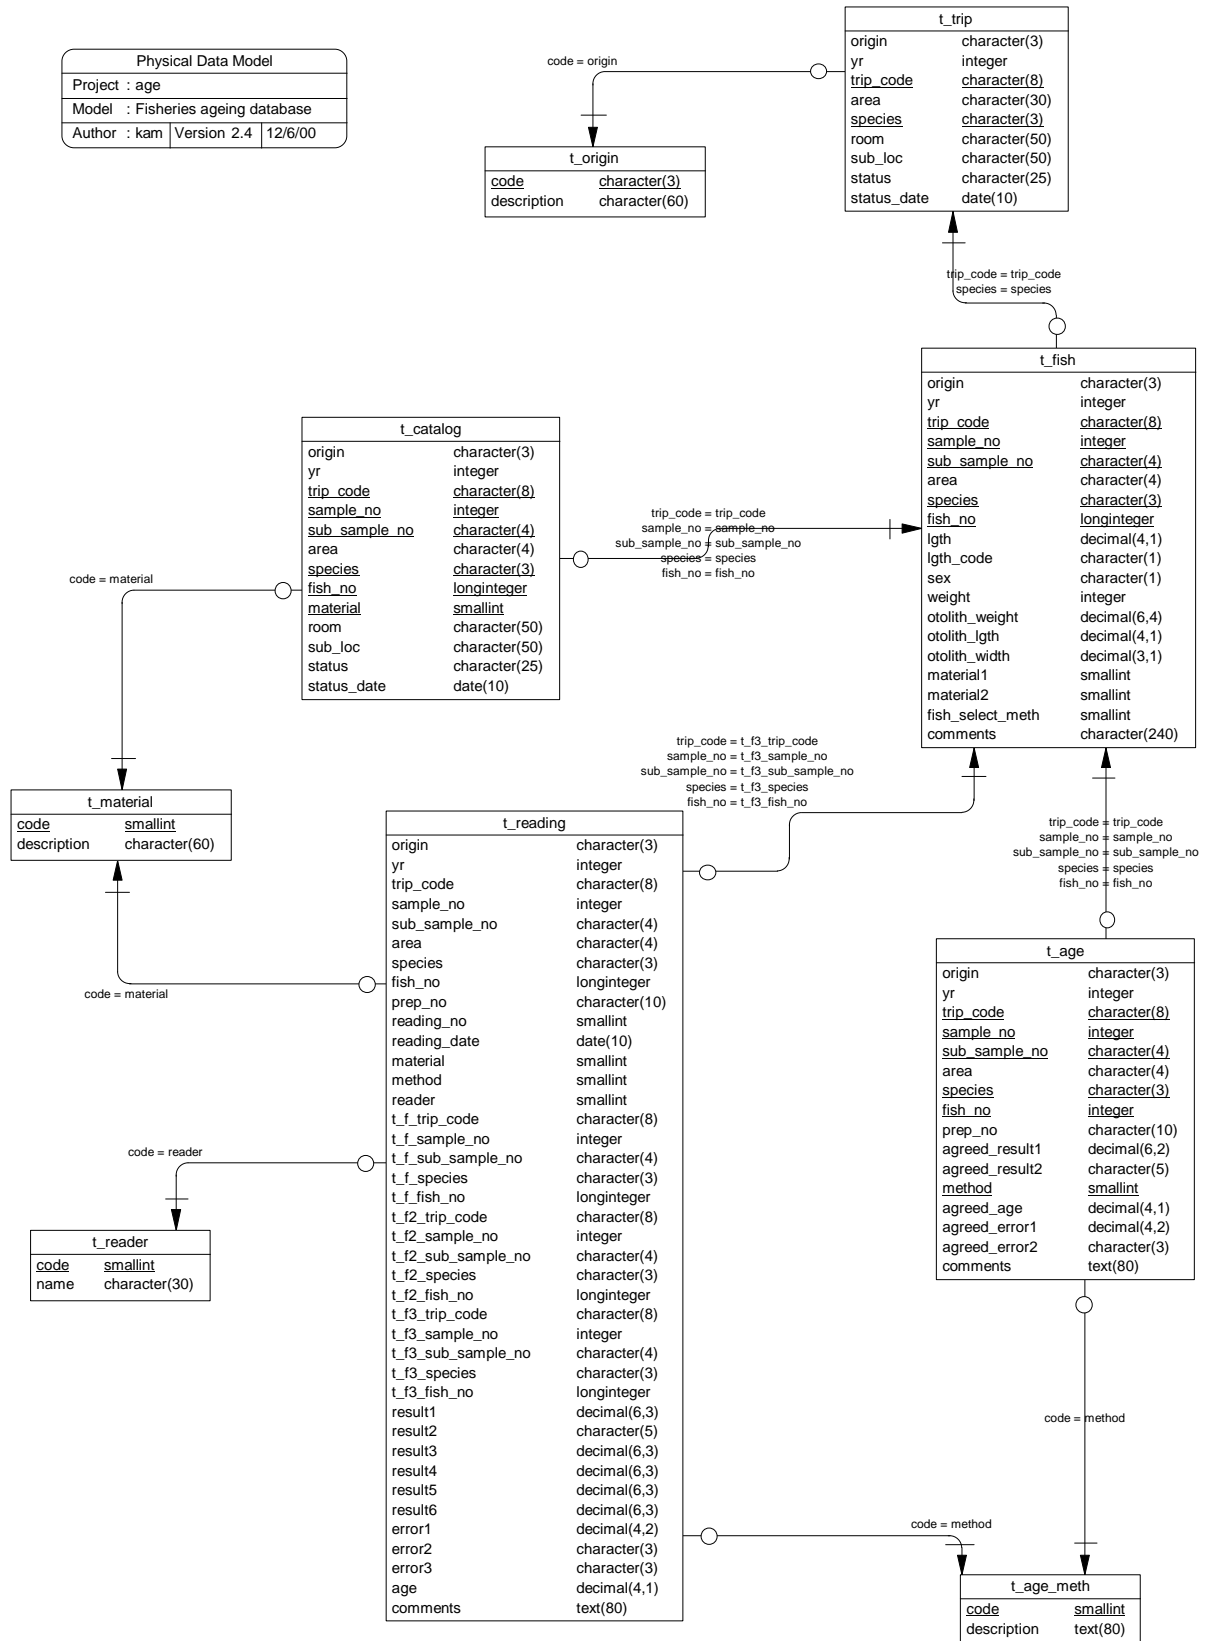 Physical Data Model
Project : age
Model : Fisheries ageing database
Author : kam Version 2.4 12/6/00
t_trip
origin character(3)
yr integer
trip_code character(8)
area character(30)
species character(3)
room character(50)
sub_loc character(50)
status character(25)
status_date date(10)
code = origin
t_origin
code character(3)
description character(60)
trip_code = trip_code
species = species
t_fish
origin character(3)
yr integer
trip_code character(8)
sample_no integer
sub_sample_no character(4)
area character(4)
species character(3)
fish_no longinteger
lgth decimal(4,1)
lgth_code character(1)
sex character(1)
weight integer
otolith_weight decimal(6,4)
otolith_lgth decimal(4,1)
otolith_width decimal(3,1)
material1 smallint
material2 smallint
fish_select_meth smallint
comments character(240)
t_catalog
origin character(3)
yr integer
trip_code character(8)
sample_no integer
sub_sample_no character(4)
area character(4)
species character(3)
fish_no longinteger
material smallint
room character(50)
sub_loc character(50)
status character(25)
status_date date(10)
trip_code = trip_code
sample_no = sample_no
sub_sample_no = sub_sample_no
species = species
fish_no = fish_no
code = material
t_material
code smallint
description character(60)
code = material
trip_code = t_f3_trip_code
sample_no = t_f3_sample_no
sub_sample_no = t_f3_sub_sample_no
species = t_f3_species
fish_no = t_f3_fish_no
t_reading
origin character(3)
yr integer
trip_code character(8)
sample_no integer
sub_sample_no character(4)
area character(4)
species character(3)
fish_no longinteger
prep_no character(10)
reading_no smallint
reading_date date(10)
material smallint
method smallint
reader smallint
t_f_trip_code character(8)
t_f_sample_no integer
t_f_sub_sample_no character(4)
t_f_species character(3)
t_f_fish_no longinteger
t_f2_trip_code character(8)
t_f2_sample_no integer
t_f2_sub_sample_no character(4)
t_f2_species character(3)
t_f2_fish_no longinteger
t_f3_trip_code character(8)
t_f3_sample_no integer
t_f3_sub_sample_no character(4)
t_f3_species character(3)
t_f3_fish_no longinteger
result1 decimal(6,3)
result2 character(5)
result3 decimal(6,3)
result4 decimal(6,3)
result5 decimal(6,3)
result6 decimal(6,3)
error1 decimal(4,2)
error2 character(3)
error3 character(3)
age decimal(4,1)
comments text(80)
trip_code = trip_code
sample_no = sample_no
sub_sample_no = sub_sample_no
species = species
fish_no = fish_no
t_age
origin character(3)
yr integer
trip_code character(8)
sample_no integer
sub_sample_no character(4)
area character(4)
species character(3)
fish_no integer
prep_no character(10)
agreed_result1 decimal(6,2)
agreed_result2 character(5)
method smallint
agreed_age decimal(4,1)
agreed_error1 decimal(4,2)
agreed_error2 character(3)
comments text(80)
code = reader
t_reader
code smallint
name character(30)
code = method
code = method
t_age_meth
code smallint
description text(80)